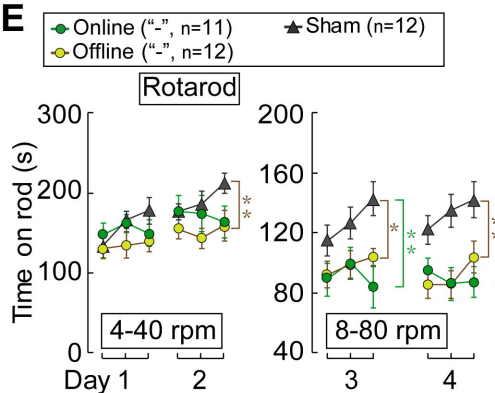 E
Online (“-”, n=11)
Sham (n=12)
Offline (“-”, n=12)
Rotarod
Time on rod (s)
300
200
100
0
**
4-40 rpm
Day 1
2
200
160
120
80
40
*
**
8-80 rpm
3
4